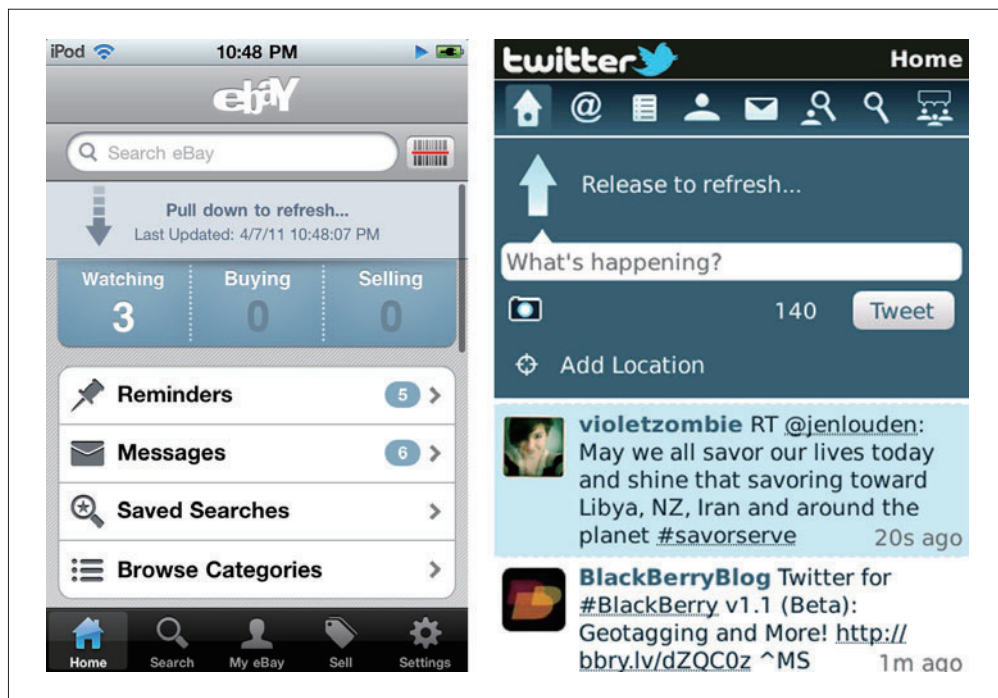 iPod 10:48 PM
ebaY
Search eBay
Pull down to refresh...
Last Updated: 4/7/11 10:48:07 PM
Watching Buying Selling
3 0 0
Reminders 5
Messages 6
Saved Searches
Browse Categories
Home Search My eBay Sell Settings
twitter Home
@
Release to refresh...
What's happening?
140 Tweet
Add Location
violetzombie RT @jenlouden:
May we all savor our lives today
and shine that savoring toward
Libya, NZ, Iran and around the
planet #savorserve 20s ago
BlackBerryBlog Twitter for
#BlackBerry v1.1 (Beta):
Geotagging and More! http://
bbry.lv/dZQC0z ^MS 1m ago